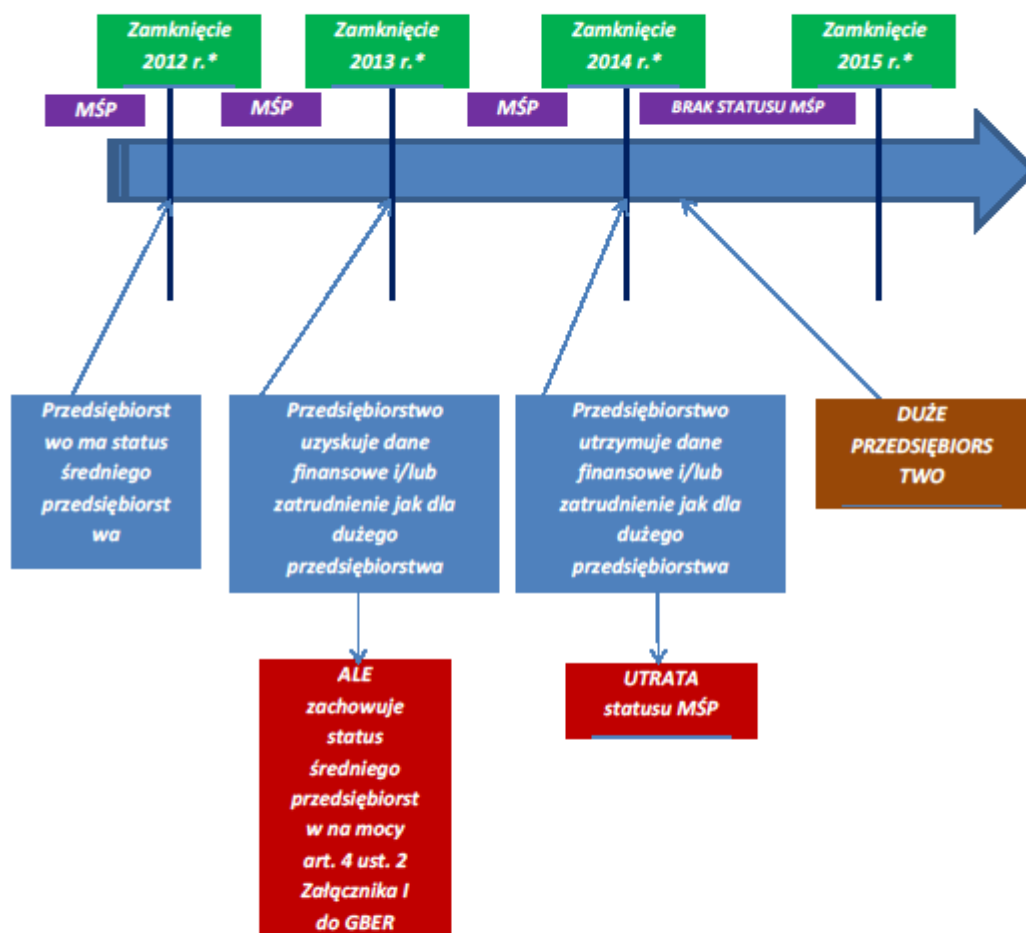 Zamknięcie
2012 r.*
Zamknięcie
2013 r.*
Zamknięcie
2014 r.*
Zamknięcie
2015 r.*
MŚP
MŚP
MŚP
BRAK STATUSU MŚP
Przedsiębiorst
wo ma status
średniego
przedsiębiorst
wa
Przedsiębiorstwo
uzyskuje dane
finansowe i/lub
zatrudnienie jak dla
dużego
przedsiębiorstwa
Przedsiębiorstwo
utrzymuje dane
finansowe i/lub
zatrudnienie jak dla
dużego
przedsiębiorstwa
DUŻE
PRZEDSIĘBIORS
TWO
ALE
zachowuje
status
średniego
przedsiębiorst
w na mocy
art. 4 ust. 2
Załącznika I
do GBER
UTRATA
statusu MŚP